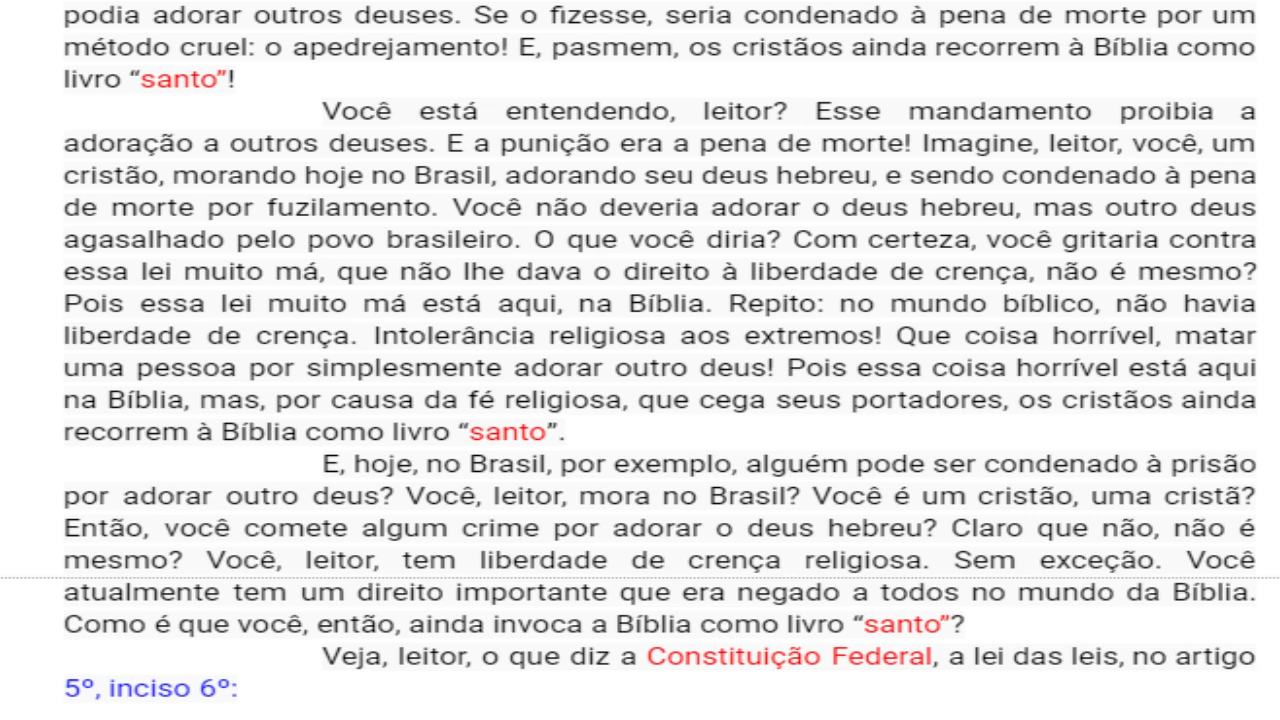 podia adorar outros deuses. Se o fizesse, seria condenado à pena de morte por um
método cruel: o apedrejamento! E, pasmem, os cristãos ainda recorrem à Bíblia como
livro “santo”!
Você está entendendo, leitor? Esse mandamento proibia a
adoração a outros deuses. E a punição era a pena de morte! Imagine, leitor, você, um
cristão, morando hoje no Brasil, adorando seu deus hebreu, e sendo condenado à pena
de morte por fuzilamento. Você não deveria adorar o deus hebreu, mas outro deus
agasalhado pelo povo brasileiro. O que você diria? Com certeza, você gritaria contra
essa lei muito má, que não lhe dava o direito à liberdade de crença, não é mesmo?
Pois essa lei muito má está aqui, na Bíblia. Repito: no mundo bíblico, não havia
liberdade de crença. Intolerância religiosa aos extremos! Que coisa horrível, matar
uma pessoa por simplesmente adorar outro deus! Pois essa coisa horrível está aqui
na Bíblia, mas, por causa da fé religiosa, que cega seus portadores, os cristãos ainda
recorrem à Bíblia como livro “santo”.
E, hoje, no Brasil, por exemplo, alguém pode ser condenado à prisão
por adorar outro deus? Você, leitor, mora no Brasil? Você é um cristão, uma cristã?
Então, você comete algum crime por adorar o deus hebreu? Claro que não, não é
mesmo? Você, leitor, tem liberdade de crença religiosa. Sem exceção. Você
atualmente tem um direito importante que era negado a todos no mundo da Bíblia.
Como é que você, então, ainda invoca a Bíblia como livro “santo”?
Veja, leitor, o que diz a Constituição Federal, a lei das leis, no artigo
5º, inciso 6º: